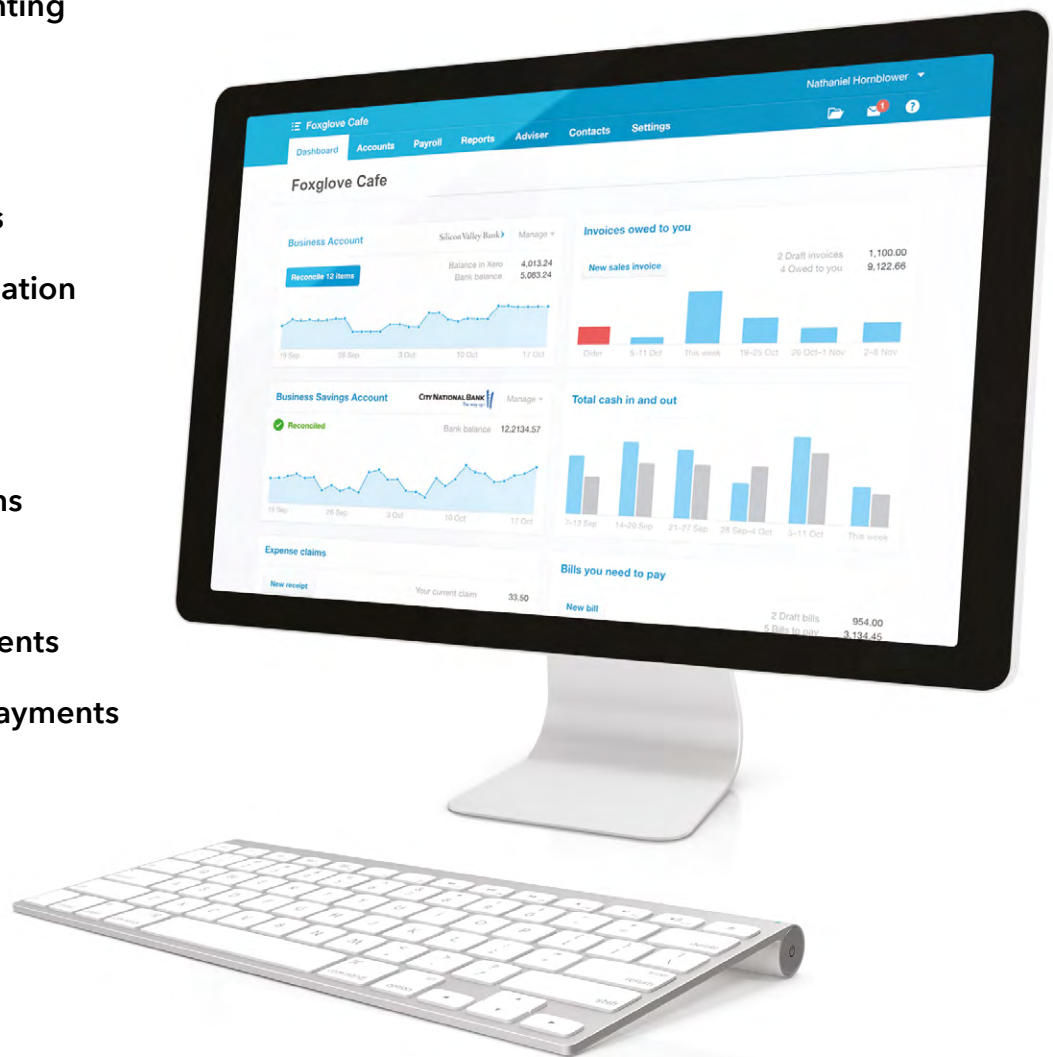 nting
s
ation
ns
ents
ayments
Nathaniel Hornblower
Foxglove Cafe
1
?
Dashboard Accounts Payroll Reports Adviser Contacts Settings
Foxglove Cafe
Business Account Silicon Valley Bank Manage
Reconcile 12 items
Balance in Xero 4,013.24
Bank balance 5,083.24
19 Sep 26 Sep 3 Oct 10 Oct 17 Oct
Invoices owed to you
New sales invoice
2 Draft invoices 1,100.00
4 Owed to you 9,122.66
Older 5-11 Oct This week 19-25 Oct 26 Oct-1 Nov 2-8 Nov
Business Savings Account City National Bank Manage
The way up.
Reconciled Bank balance 12,2134.57
19 Sep 26 Sep 3 Oct 10 Oct 17 Oct
Total cash in and out
7-13 Sep 14-20 Sep 21-27 Sep 28 Sep-4 Oct 5-11 Oct This week
Expense claims
New receipt Your current claim 33.50
Bills you need to pay
New bill
2 Draft bills 954.00
5 Bills to pay 3,134.45
command option
return
shift